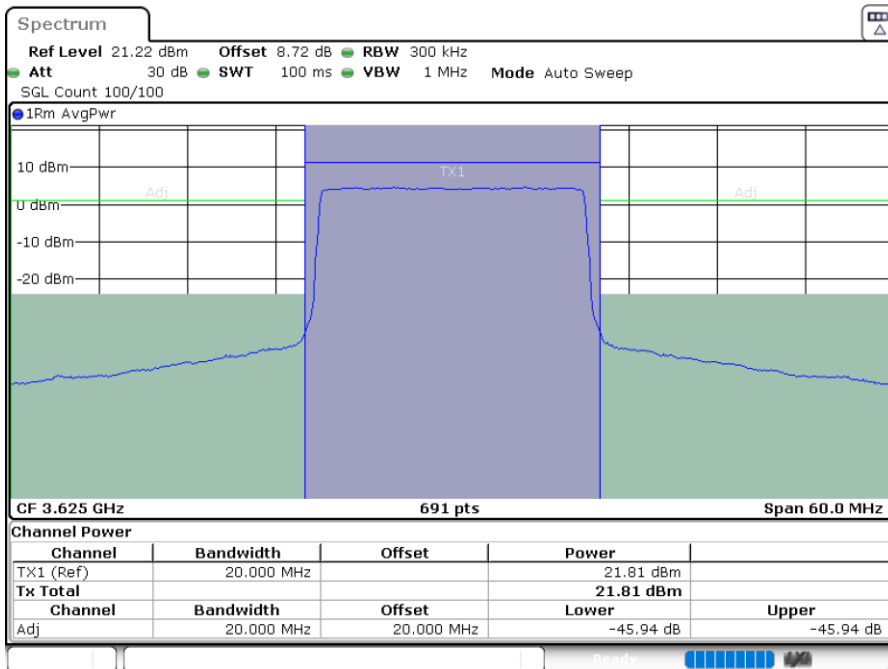 Spectrum
Ref Level 21.22 dBm Offset 8.72 dB RBW 300 kHz
Att 30 dB SWT 100 ms VBW 1 MHz Mode Auto Sweep
SGL Count 100/100
1Rm AvgPwr
10 dBm
TX1
Adj Adj
0 dBm
-10 dBm
-20 dBm
CF 3.625 GHz 691 pts Span 60.0 MHz
Channel Power
Channel Bandwidth Offset Power
TX1 (Ref) 20.000 MHz 21.81 dBm
Tx Total 21.81 dBm
Channel Bandwidth Offset Lower Upper
Adj 20.000 MHz 20.000 MHz -45.94 dB -45.94 dB
Ready